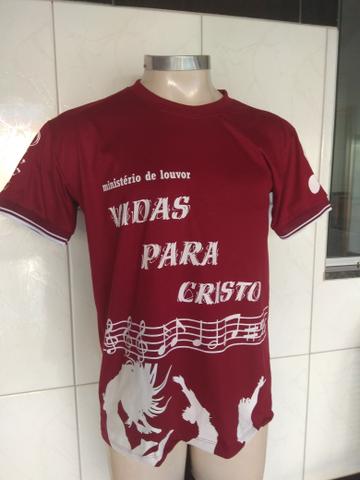 ministério de louvor
VIDAS
PARA
CRISTO